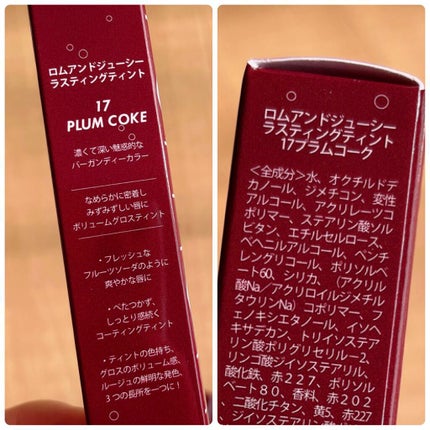 ロムアンドジューシー
ラスティングティント
17
PLUM COKE
濃くて深い魅惑的な
バーガンディーカラー
なめらかに密着し
みずみずしい唇に
ボリュームグロスティント
・フレッシュな
フルーツソーダのように
爽やかな唇に
・べたつかず、
しっとり感続く
コーティングティント
・ティントの色持ち、
グロスのボリューム感、
ルージュの鮮明な発色、
3つの長所を一つに!
ロムアンドジューシー
ラスティングティント
17プラムコーク
<全成分>水、オクチルドデ
カノール、ジメチコン、変性
アルコール、アクリレーツコ
ポリマー、ステアリン酸ソル
ビタン、エチルセルロース、
ベヘニルアルコール、ペンチ
レングリコール、ポリソルベ
ート60、シリカ、(アクリル
酸Na/アクリロイルジメチル
タウリンNa)コポリマー、フ
ェノキシエタノール、イソヘ
キサデカン、トリイソステア
リン酸ポリグリセリル-2、
リンゴ酸ジイソステアリル、
酸化鉄、赤227、ポリソル
ベート80、香料、赤202
、二酸化チタン、黄5、赤227